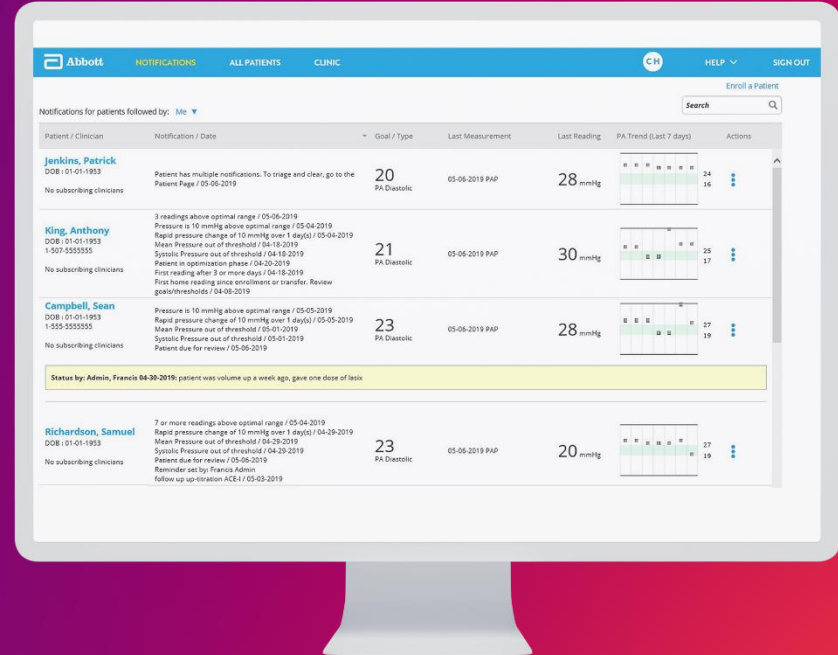 Abbott NOTIFICATIONS ALL PATIENTS CLINIC CH HELP SIGN OUT
Enroll a Patient
Notifications for patients followed by: Me
Search
Patient / Clinician Notification / Date Goal / Type Last Measurement Last Reading PA Trend (Last 7 days) Actions
Jenkins, Patrick
DOB : 01-01-1953
No subscribing clinicians
Patient has multiple notifications. To triage and clear, go to the
Patient Page / 05-06-2019
20
PA Diastolic
05-06-2019 PAP
28 mmHg
24
16
King, Anthony
DOB : 01-01-1953
1-507-5555555
No subscribing clinicians
3 readings above optimal range / 05-06-2019
Pressure is 10 mmHg above optimal range / 05-04-2019
Rapid pressure change of 10 mmHg over 1 day(s) / 05-04-2019
Mean Pressure out of threshold / 04-18-2019
Systolic Pressure out of threshold / 04-18-2019
Patient in optimization phase / 04-20-2019
First reading after 3 or more days / 04-18-2019
First home reading since enrollment or transfer. Review
goals/thresholds / 04-08-2019
21
PA Diastolic
05-06-2019 PAP
30 mmHg
25
17
Campbell, Sean
DOB : 01-01-1953
1-555-5555555
No subscribing clinicians
Pressure is 10 mmHg above optimal range / 05-05-2019
Rapid pressure change of 10 mmHg over 1 day(s) / 05-05-2019
Mean Pressure out of threshold / 05-01-2019
Systolic Pressure out of threshold / 05-01-2019
Patient due for review / 05-06-2019
23
PA Diastolic
05-06-2019 PAP
28 mmHg
27
19
Status by: Admin, Francis 04-30-2019: patient was volume up a week ago, gave one dose of lasix
Richardson, Samuel
DOB : 01-01-1953
No subscribing clinicians
7 or more readings above optimal range / 05-04-2019
Rapid pressure change of 10 mmHg over 1 day(s) / 04-29-2019
Mean Pressure out of threshold / 04-29-2019
Systolic Pressure out of threshold / 04-29-2019
Patient due for review / 05-06-2019
Reminder set by: Francis Admin
follow up up-titration ACE-I / 05-03-2019
23
PA Diastolic
05-06-2019 PAP
20 mmHg
27
19